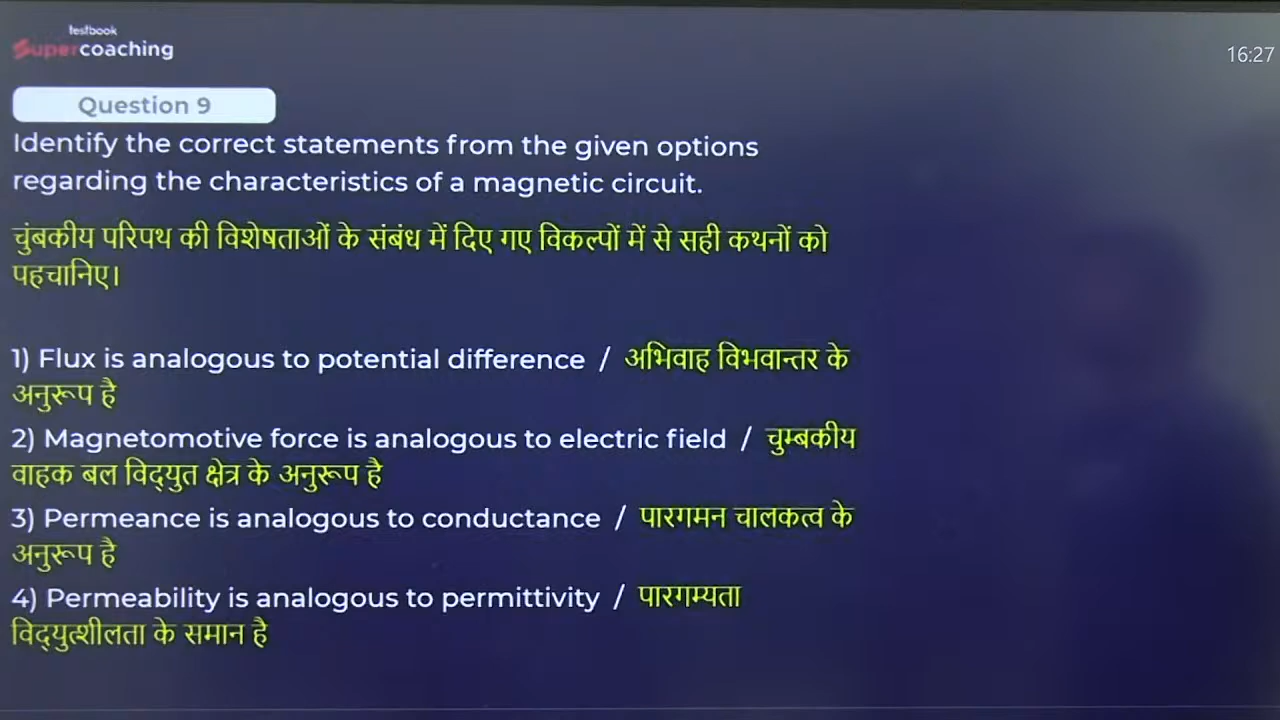 testbook
Supercoaching
16:27
Question 9
Identify the correct statements from the given options
regarding the characteristics of a magnetic circuit.
चुंबकीय परिपथ की विशेषताओं के संबंध में दिए गए विकल्पों में से सही कथनों को
पहचानिए।
1) Flux is analogous to potential difference / अभिवाह विभवान्तर के
अनुरूप है
2) Magnetomotive force is analogous to electric field / चुम्बकीय
वाहक बल विद्युत क्षेत्र के अनुरूप है
3) Permeance is analogous to conductance / पारगमन चालकत्व के
अनुरूप है
4) Permeability is analogous to permittivity / पारगम्यता
विद्युत्शीलता के समान है